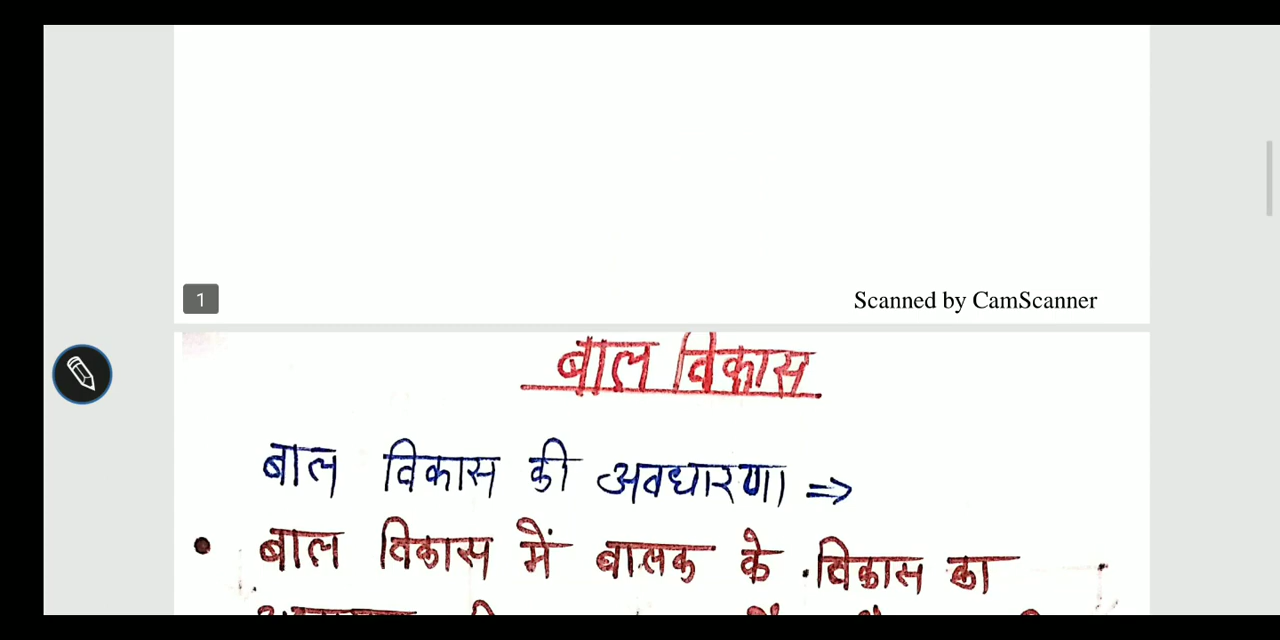 1
Scanned by CamScanner
बाल विकास
बाल विकास की अवधारणा ⇒
• बाल विकास में बालक के विकास का